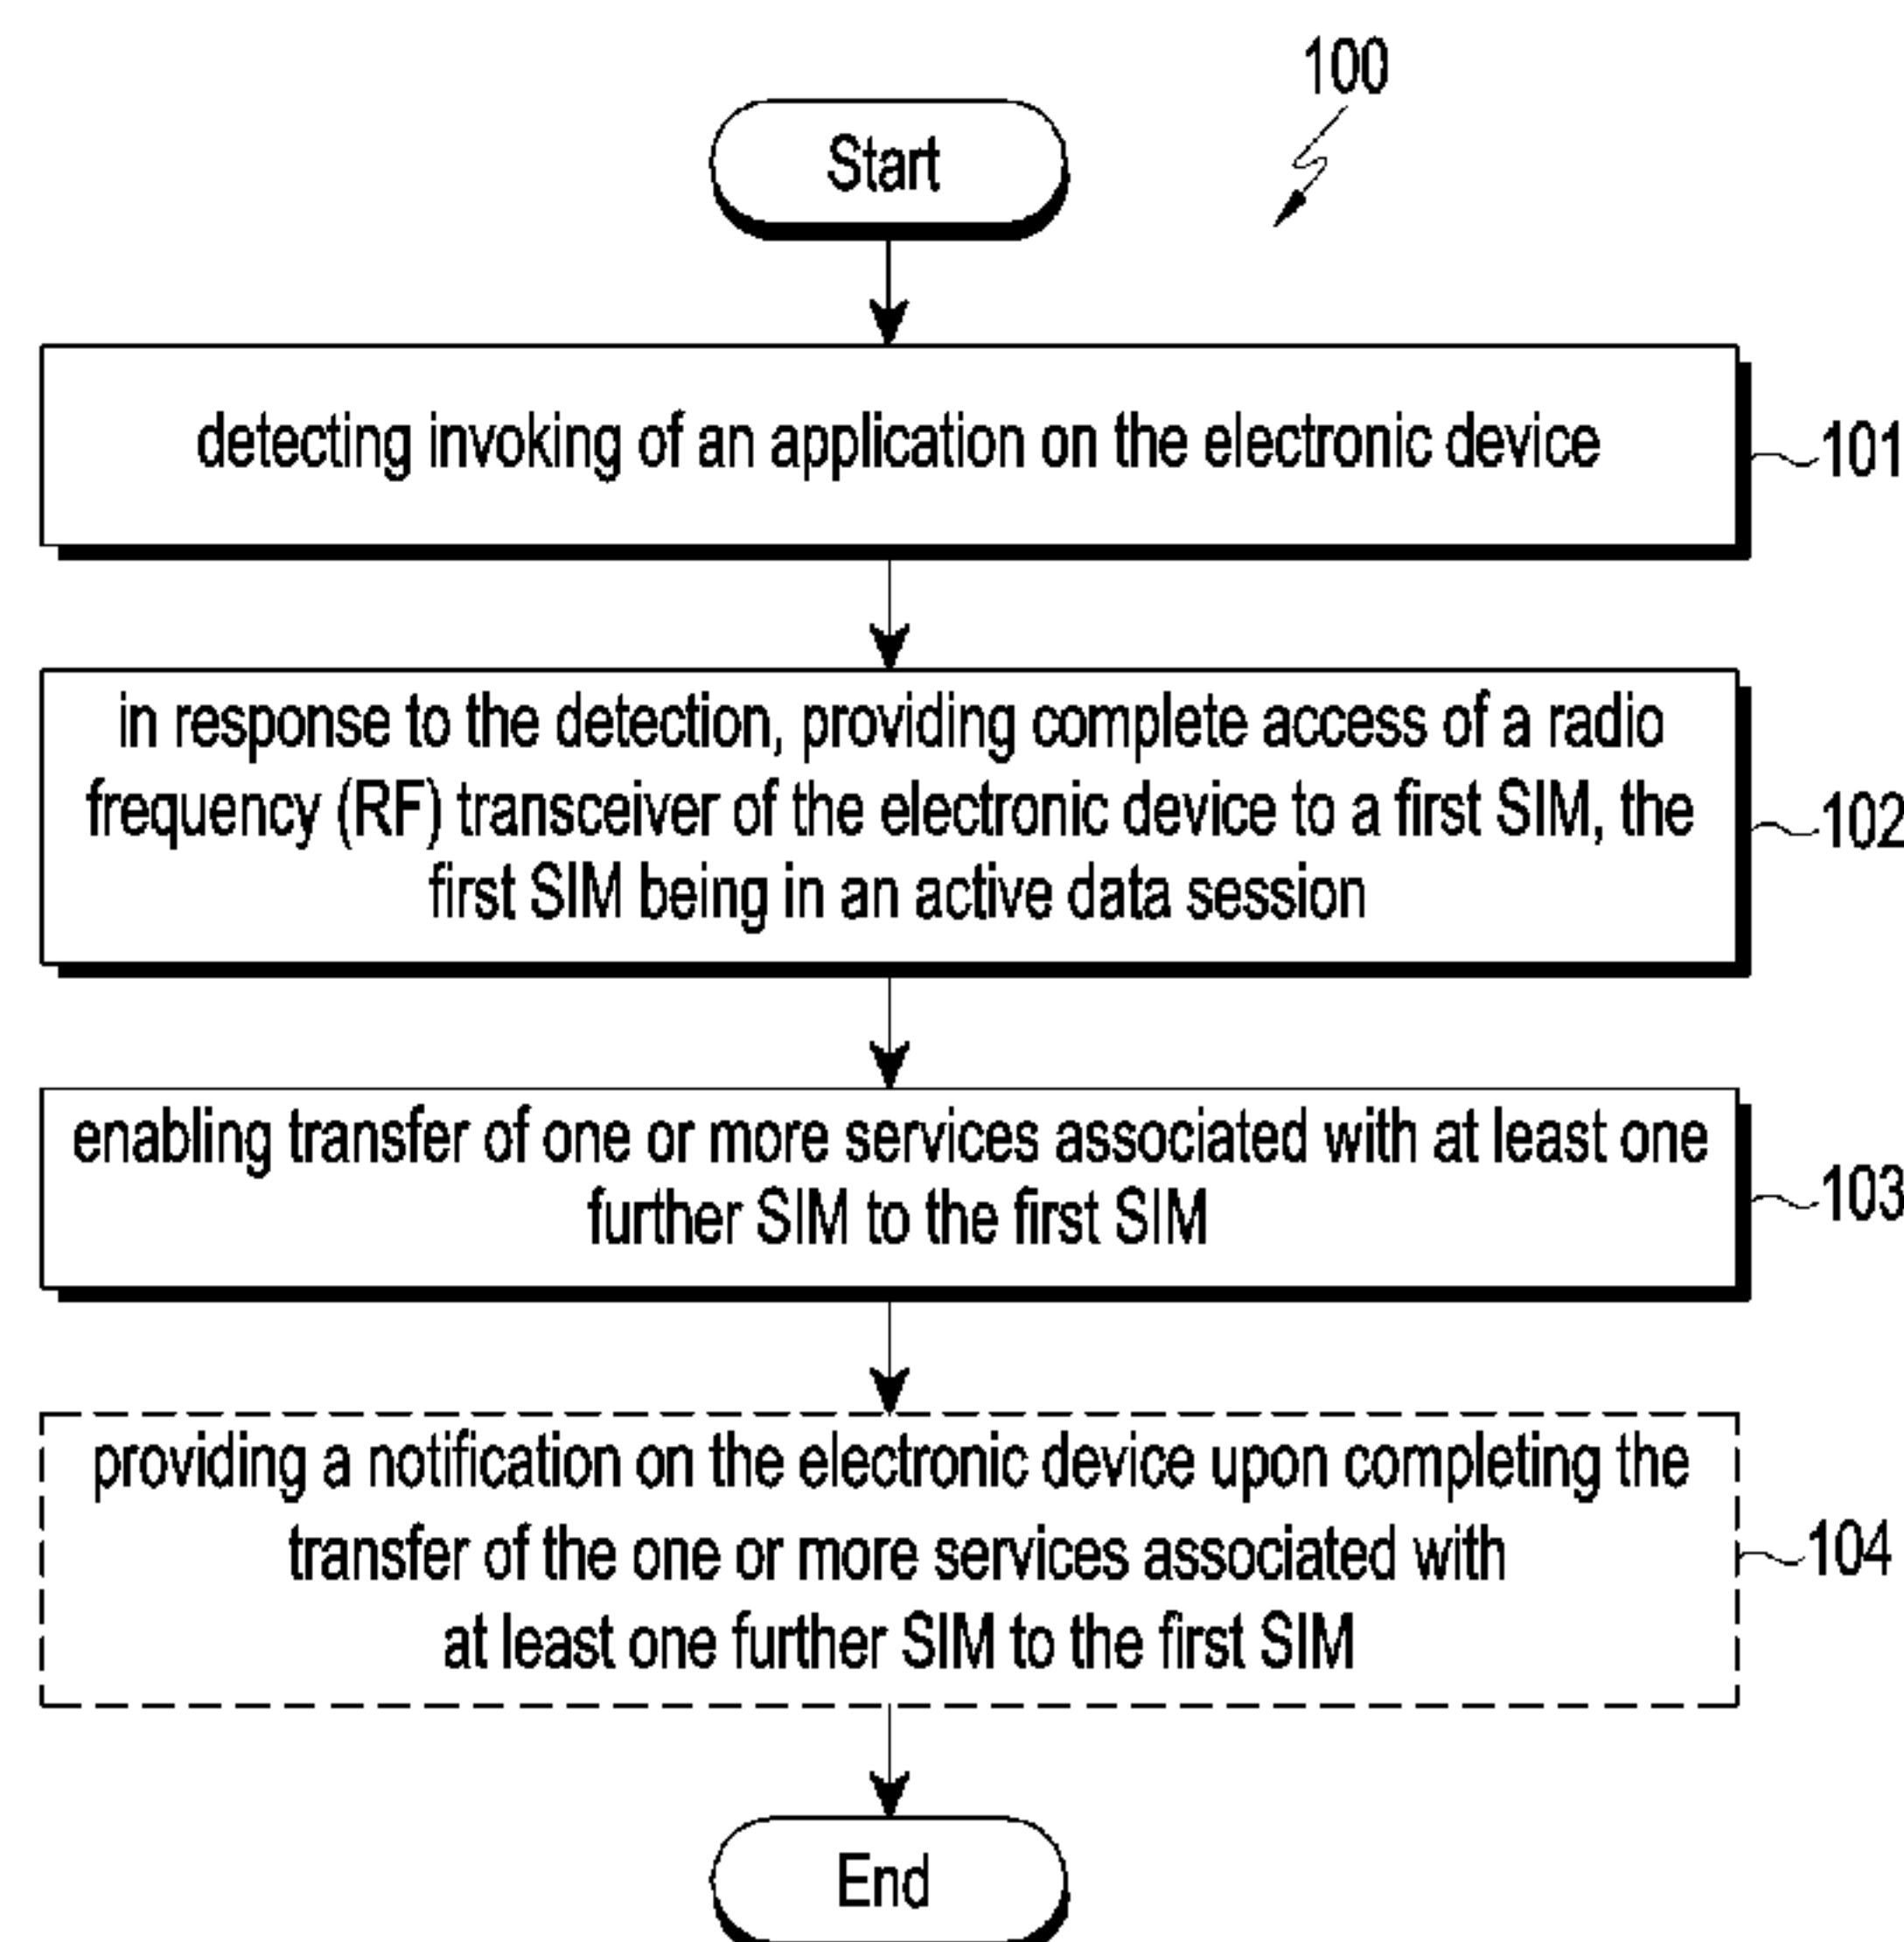 100
Start
detecting invoking of an application on the electronic device
101
in response to the detection, providing complete access of a radio
frequency (RF) transceiver of the electronic device to a first SIM, the
first SIM being in an active data session
102
enabling transfer of one or more services associated with at least one
further SIM to the first SIM
103
providing a notification on the electronic device upon completing the
transfer of the one or more services associated with
at least one further SIM to the first SIM
104
End